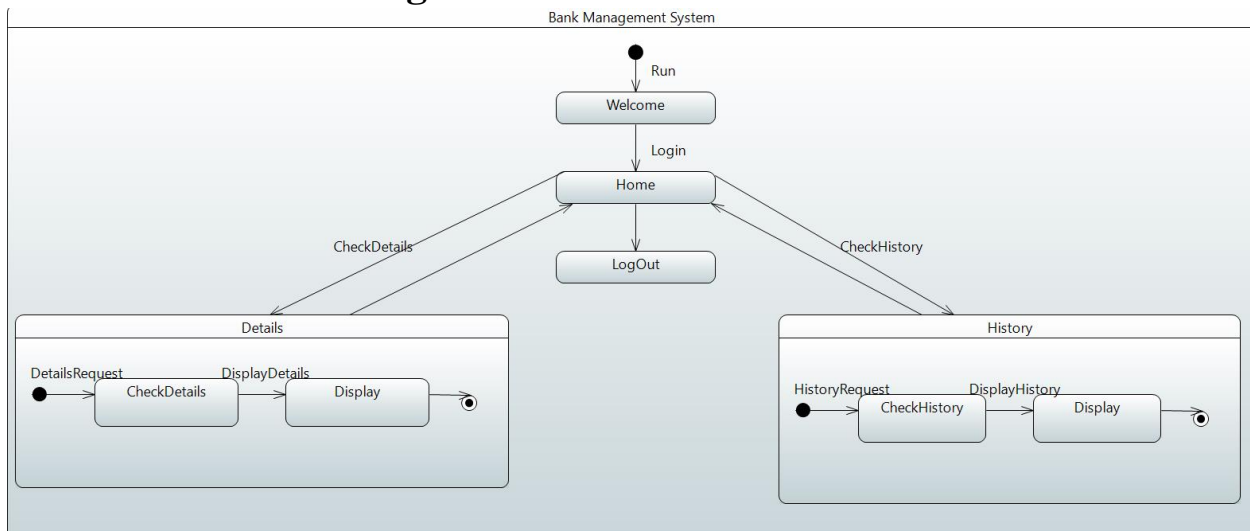 Bank Management System
Run
Welcome
Login
Home
CheckDetails
CheckHistory
LogOut
Details
DetailsRequest
DisplayDetails
CheckDetails
Display
History
HistoryRequest
DisplayHistory
CheckHistory
Display